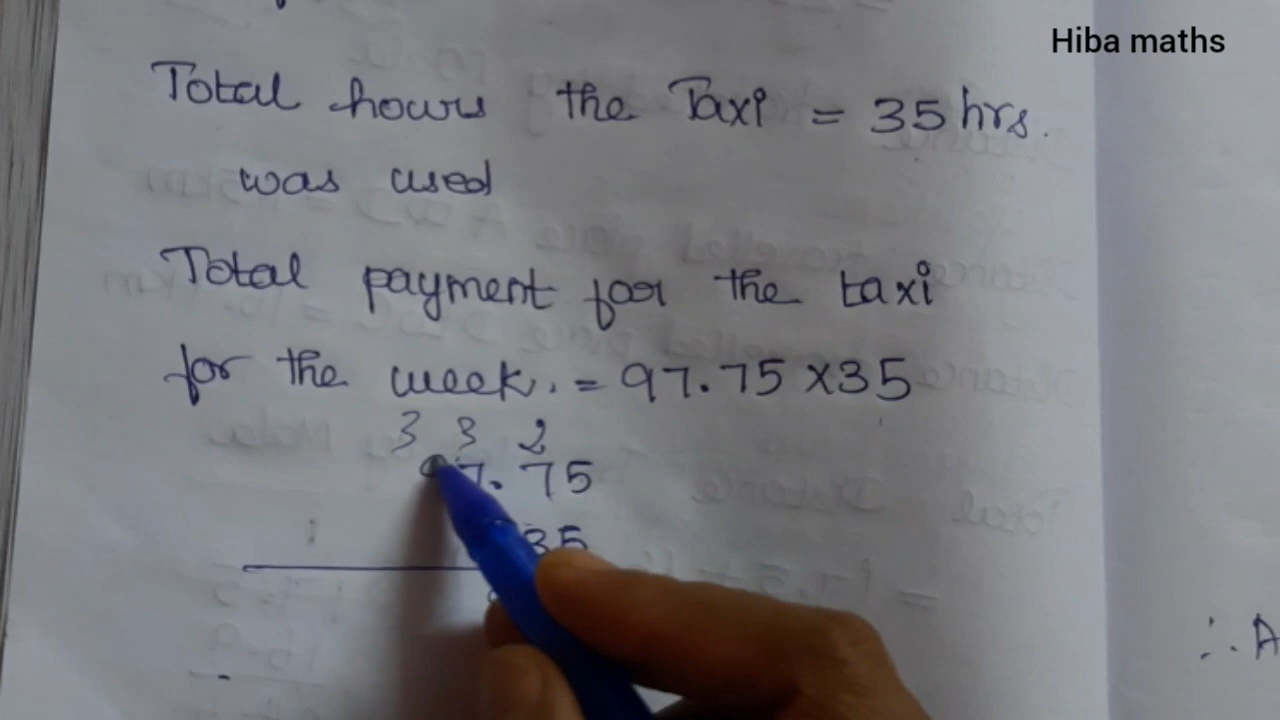 Hiba maths
Total hours the Taxi = 35 hrs.
was used
Total payment for the taxi
for the week. = 97.75 x 35
3 3 2
7.75
35
∴ A